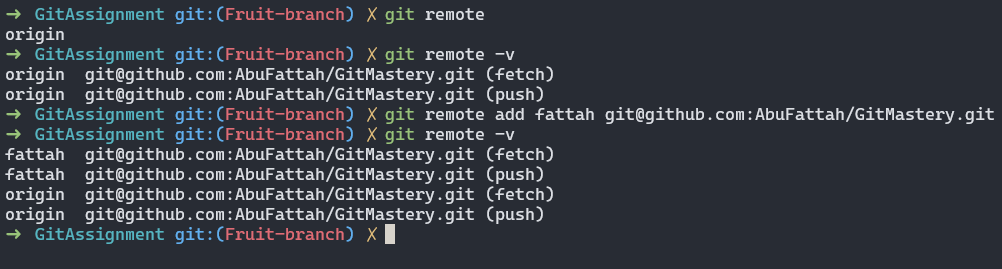 ➜ GitAssignment git:(Fruit-branch) ✗ git remote
origin
➜ GitAssignment git:(Fruit-branch) ✗ git remote -v
origin  git@github.com:AbuFattah/GitMastery.git (fetch)
origin  git@github.com:AbuFattah/GitMastery.git (push)
➜ GitAssignment git:(Fruit-branch) ✗ git remote add fattah git@github.com:AbuFattah/GitMastery.git
➜ GitAssignment git:(Fruit-branch) ✗ git remote -v
fattah  git@github.com:AbuFattah/GitMastery.git (fetch)
fattah  git@github.com:AbuFattah/GitMastery.git (push)
origin  git@github.com:AbuFattah/GitMastery.git (fetch)
origin  git@github.com:AbuFattah/GitMastery.git (push)
➜ GitAssignment git:(Fruit-branch) ✗